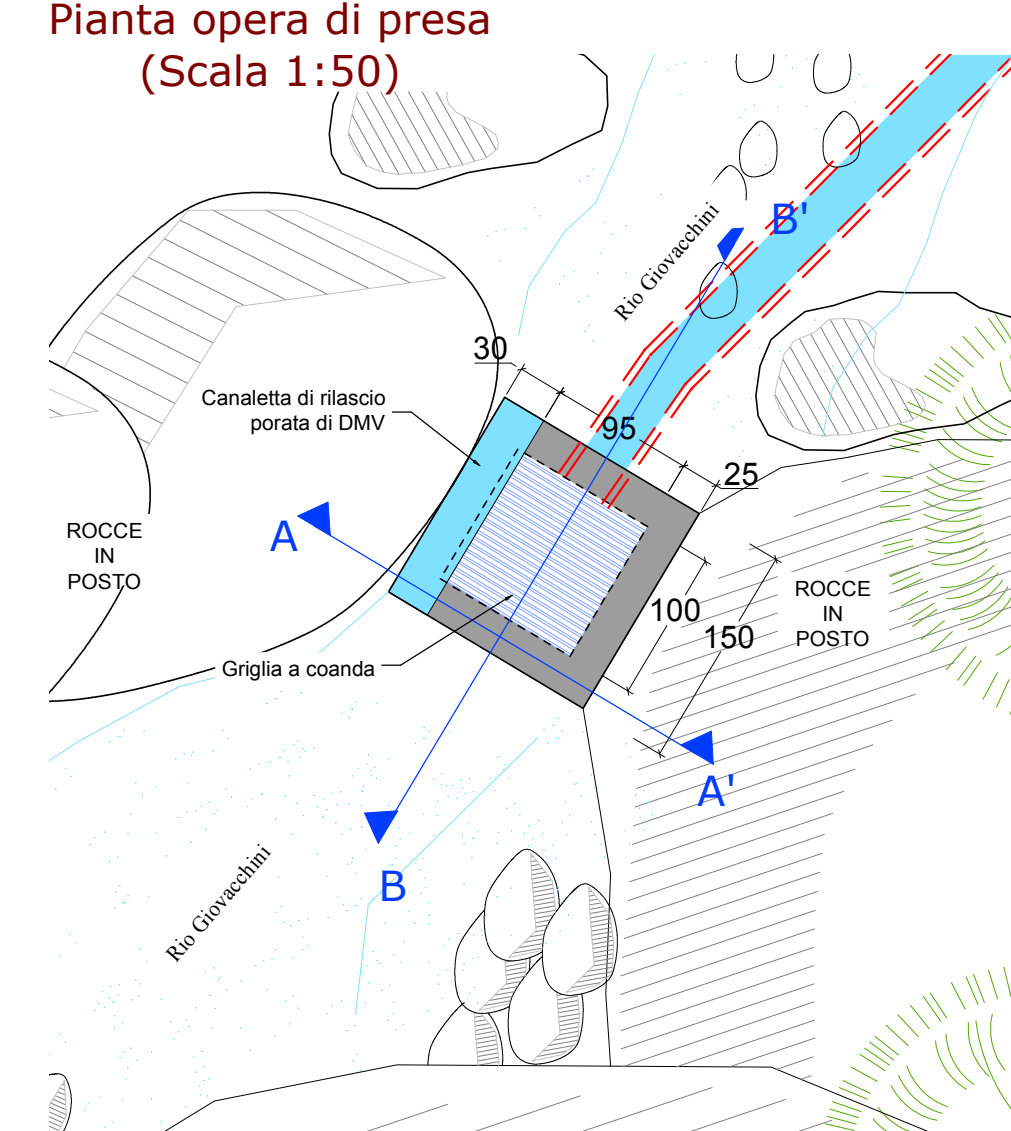 Pianta opera di presa
(Scala 1:50)
B'
Rio Giovacchini
30
Canaletta di rilascio
porata di DMV
95
25
A
ROCCE
IN
POSTO
ROCCE
IN
POSTO
100
150
Griglia a coanda
A'
B
Rio Giovacchini